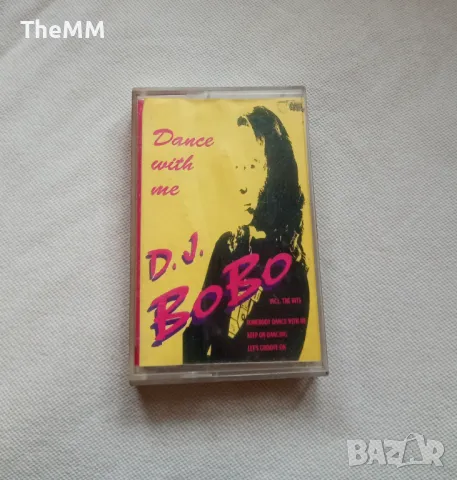 TheMM
Dance
with
me
D.J.
BoBo
INCL. THE HITS
SOMEBODY DANCE WITH ME
KEEP ON DANCING
LET'S GROOVE ON
BAZAR